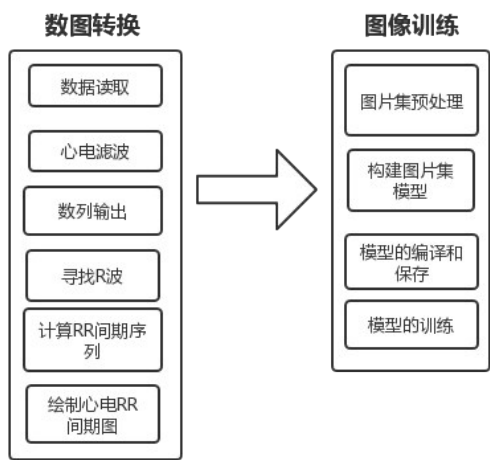 数图转换
数据读取
心电滤波
数列输出
寻找R波
计算RR间期序
列
绘制心电RR
间期图
图像训练
图片集预处理
构建图片集
模型
模型的编译和
保存
模型的训练